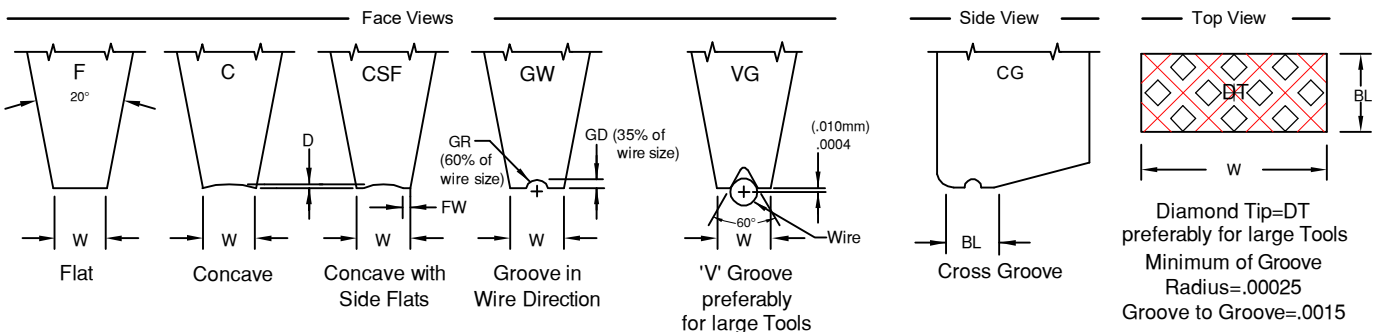 Face Views
Side View
Top View
F
20°
C
CSF
GW
VG
CG
DT
BL
W
D
GR
(60% of
wire size)
GD (35% of
wire size)
(.010mm)
.0004
FW
60°
Wire
W
W
W
W
W
BL
Flat
Concave
Concave with
Side Flats
Groove in
Wire Direction
'V' Groove
preferably
for large Tools
Cross Groove
Diamond Tip=DT
preferably for large Tools
Minimum of Groove
Radius=.00025
Groove to Groove=.0015